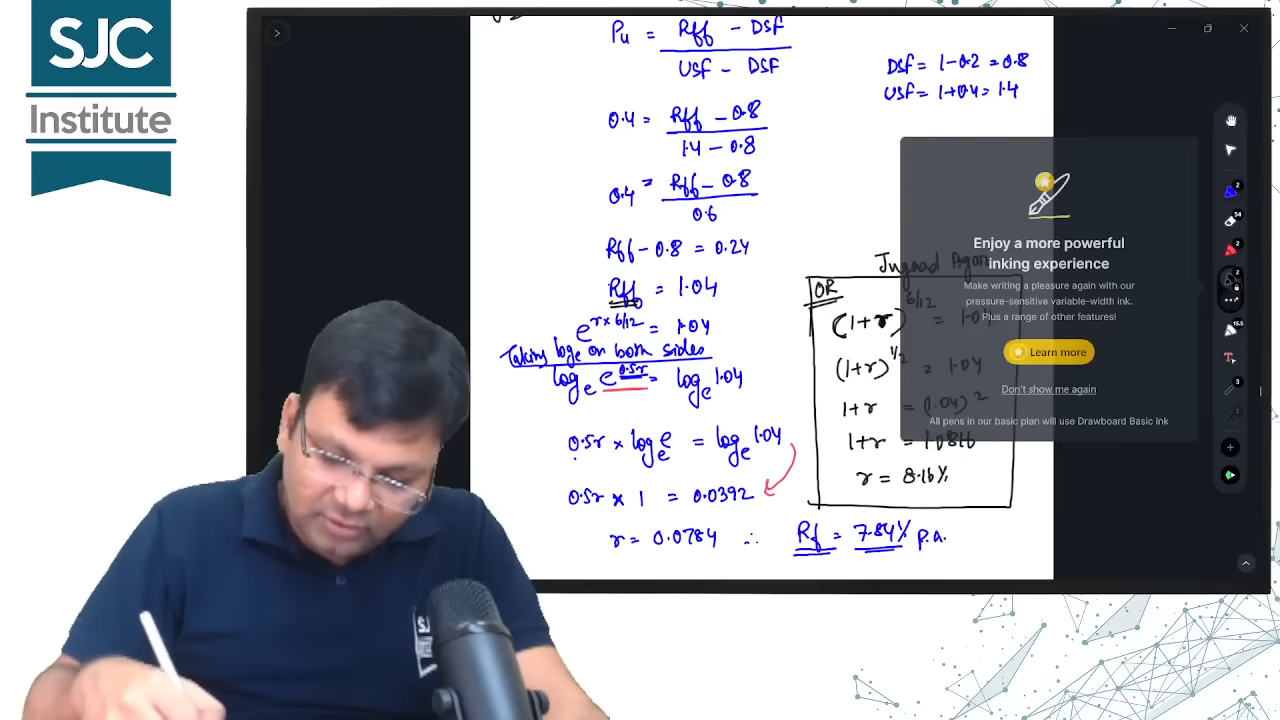 SJC
Institute
Pu = Rff - DSf / USf - DSf
DSf = 1-0.2 = 0.8
USf = 1+0.4 = 1.4
0.4 = Rff - 0.8 / 1.4 - 0.8
0.4 = Rff - 0.8 / 0.6
Rff - 0.8 = 0.24
Rff = 1.04
e^(r×6/12) = 1.04
Taking loge on both sides
loge e^(0.5r) = loge 1.04
0.5r × loge e = loge 1.04
0.5r × 1 = 0.0392
r = 0.0784 ∴ Rf = 7.84% p.a.
OR
(1+r)^(6/12) = 1.04
(1+r)^(1/2) = 1.04
1+r = (1.04)^2
1+r = 1.0816
r = 8.16%
Enjoy a more powerful
inking experience
Make writing a pleasure again with our
pressure-sensitive variable-width ink.
Plus a range of other features!
Learn more
Don't show me again
All pens in our basic plan will use Drawboard Basic Ink